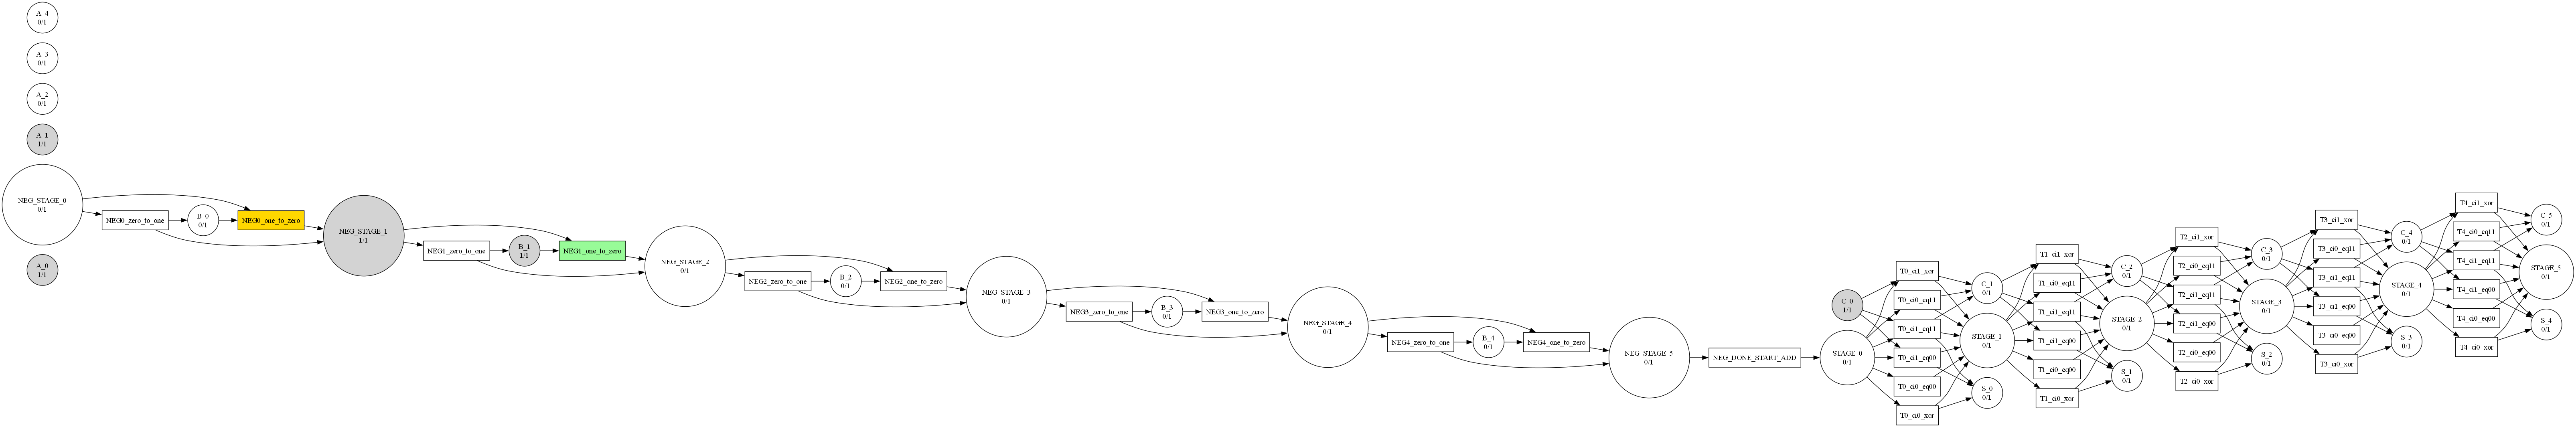 A_4
0/1
A_3
0/1
A_2
0/1
A_1
1/1
NEG_STAGE_0
0/1
A_0
1/1
NEG0_zero_to_one
B_0
0/1
NEG0_one_to_zero
NEG_STAGE_1
1/1
NEG1_zero_to_one
B_1
1/1
NEG1_one_to_zero
NEG_STAGE_2
0/1
NEG2_zero_to_one
B_2
0/1
NEG2_one_to_zero
NEG_STAGE_3
0/1
NEG3_zero_to_one
B_3
0/1
NEG3_one_to_zero
NEG_STAGE_4
0/1
NEG4_zero_to_one
B_4
0/1
NEG4_one_to_zero
NEG_STAGE_5
0/1
NEG_DONE_START_ADD
C_0
1/1
STAGE_0
0/1
T0_ci1_xor
T0_ci0_eq11
T0_ci1_eq11
T0_ci1_eq00
T0_ci0_eq00
T0_ci0_xor
C_1
0/1
STAGE_1
0/1
S_0
0/1
T1_ci1_xor
T1_ci0_eq11
T1_ci1_eq11
T1_ci1_eq00
T1_ci0_eq00
T1_ci0_xor
C_2
0/1
STAGE_2
0/1
S_1
0/1
T2_ci1_xor
T2_ci0_eq11
T2_ci1_eq11
T2_ci1_eq00
T2_ci0_eq00
T2_ci0_xor
C_3
0/1
STAGE_3
0/1
S_2
0/1
T3_ci1_xor
T3_ci0_eq11
T3_ci1_eq11
T3_ci1_eq00
T3_ci0_eq00
T3_ci0_xor
C_4
0/1
STAGE_4
0/1
S_3
0/1
T4_ci1_xor
T4_ci0_eq11
T4_ci1_eq11
T4_ci1_eq00
T4_ci0_eq00
T4_ci0_xor
C_5
0/1
STAGE_5
0/1
S_4
0/1